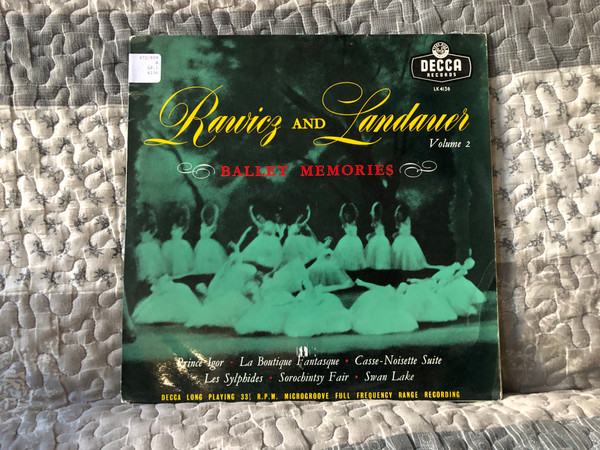 DECCA
RECORDS
LK 4136
Rawicz AND Landauer
Volume 2
BALLET MEMORIES
Prince Igor · La Boutique Fantasque · Casse-Noisette Suite
Les Sylphides · Sorochintsy Fair · Swan Lake
DECCA LONG PLAYING 33⅓ R.P.M. MICROGROOVE FULL FREQUENCY RANGE RECORDING